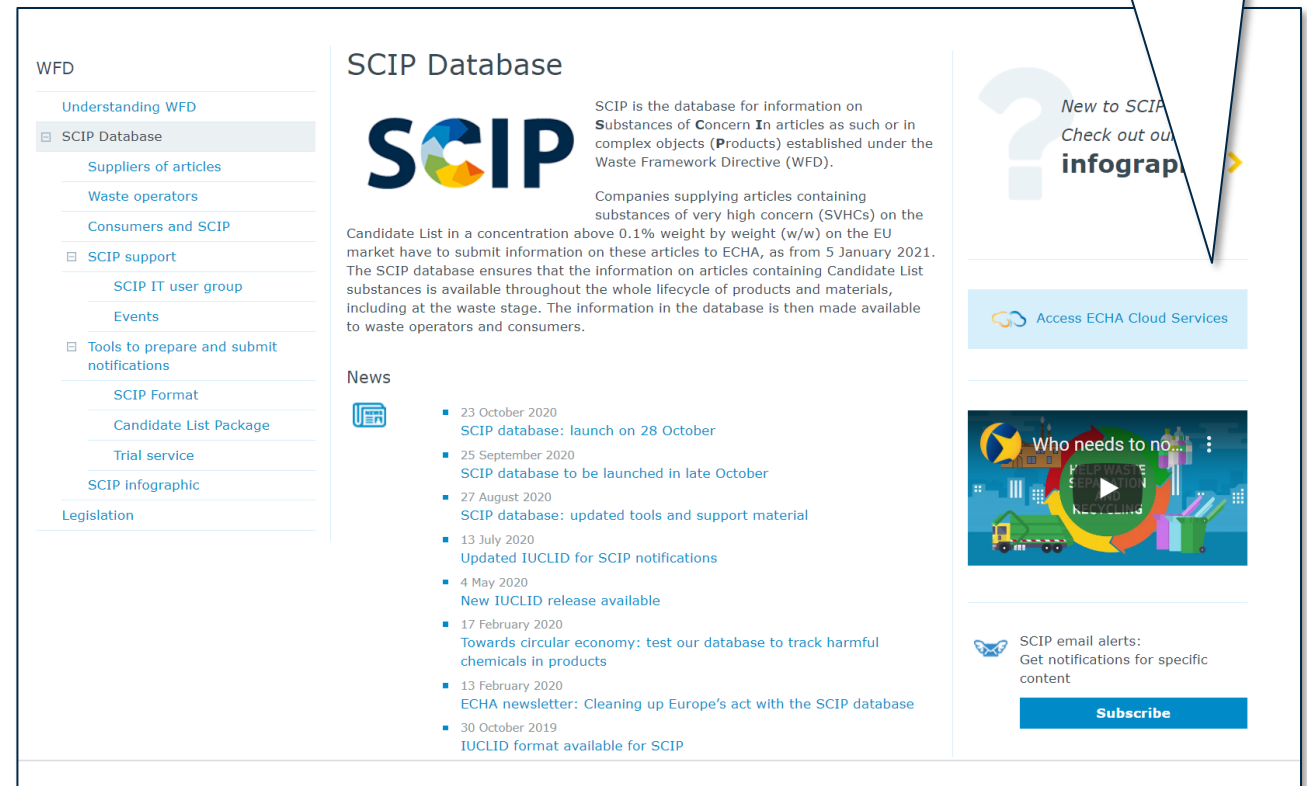 WFD
Understanding WFD
SCIP Database
Suppliers of articles
Waste operators
Consumers and SCIP
SCIP support
SCIP IT user group
Events
Tools to prepare and submit
notifications
SCIP Format
Candidate List Package
Trial service
SCIP infographic
Legislation
SCIP Database
SCIP
SCIP is the database for information on
Substances of Concern In articles as such or in
complex objects (Products) established under the
Waste Framework Directive (WFD).
Companies supplying articles containing
substances of very high concern (SVHCs) on the
Candidate List in a concentration above 0.1% weight by weight (w/w) on the EU
market have to submit information on these articles to ECHA, as from 5 January 2021.
The SCIP database ensures that the information on articles containing Candidate List
substances is available throughout the whole lifecycle of products and materials,
including at the waste stage. The information in the database is then made available
to waste operators and consumers.
News
NEWS
23 October 2020
SCIP database: launch on 28 October
25 September 2020
SCIP database to be launched in late October
27 August 2020
SCIP database: updated tools and support material
13 July 2020
Updated IUCLID for SCIP notifications
4 May 2020
New IUCLID release available
17 February 2020
Towards circular economy: test our database to track harmful
chemicals in products
13 February 2020
ECHA newsletter: Cleaning up Europe's act with the SCIP database
30 October 2019
IUCLID format available for SCIP
?
New to SCIP
Check out
infograp
Access ECHA Cloud Services
Who needs to no...
HELP WASTE
SEPARATION
AND
RECYCLING
SCIP email alerts:
Get notifications for specific
content
Subscribe